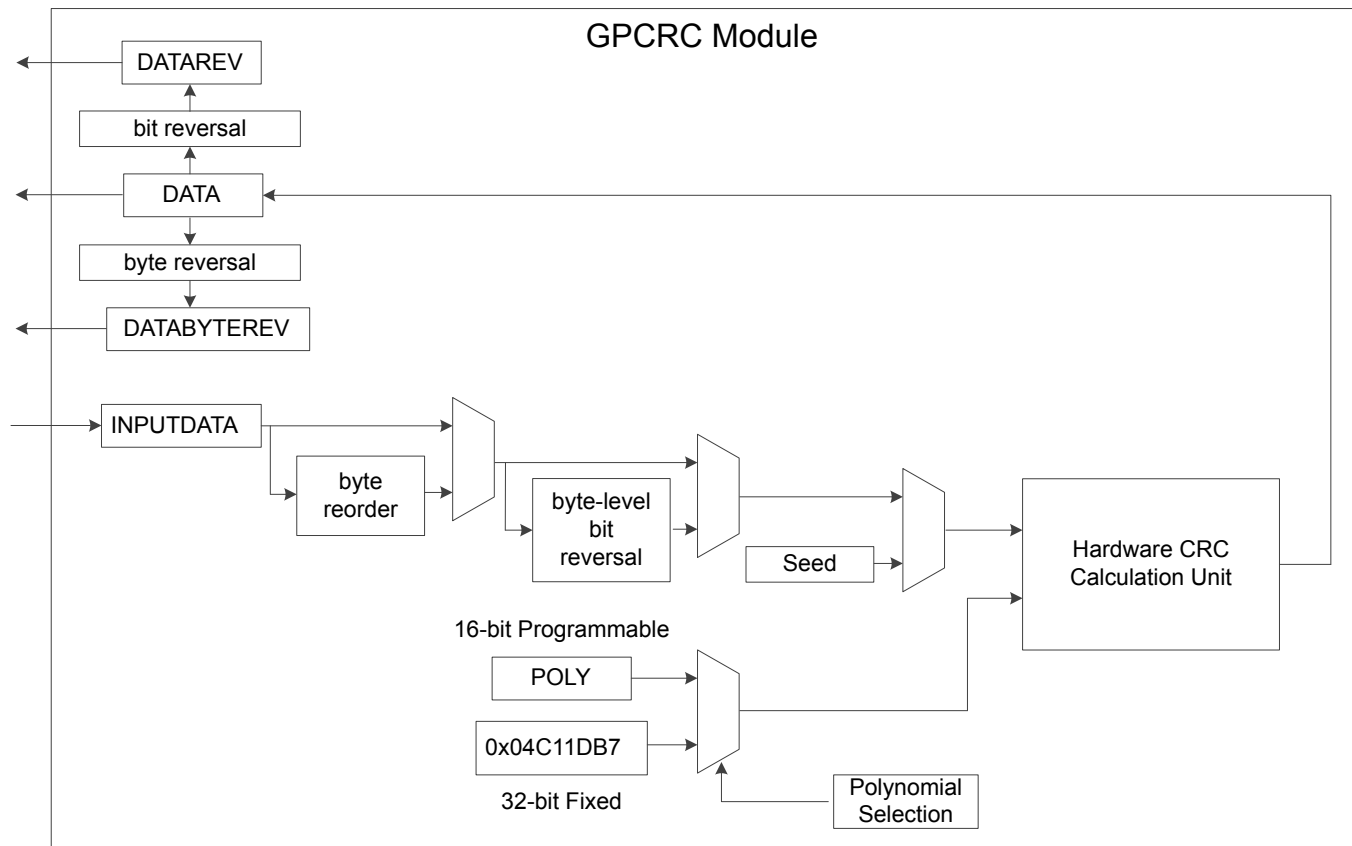 GPCRC Module
DATAREV
bit reversal
DATA
byte reversal
DATABYTEREV
INPUTDATA
byte
reorder
byte-level
bit
reversal
Seed
Hardware CRC
Calculation Unit
16-bit Programmable
POLY
0x04C11DB7
32-bit Fixed
Polynomial
Selection